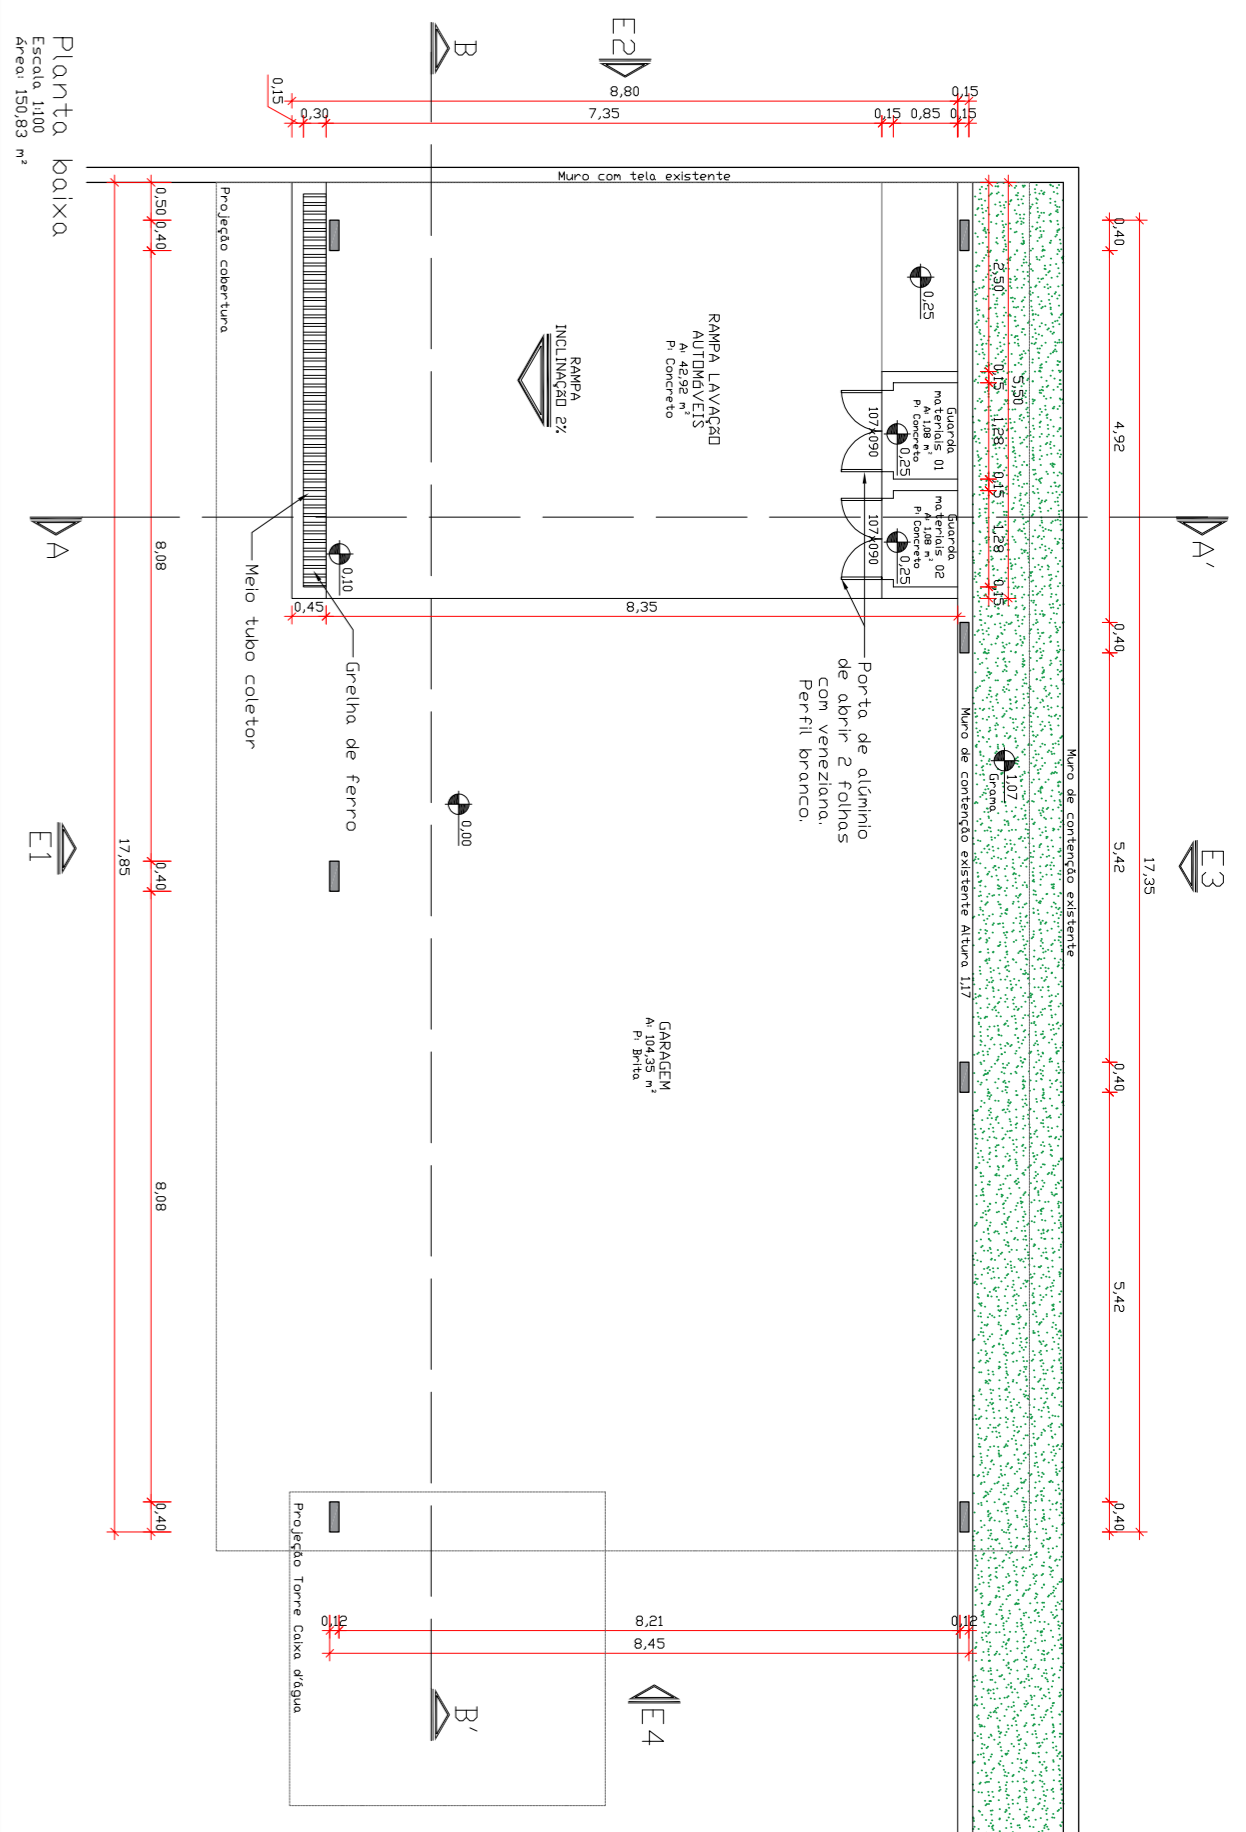 Planta baixa
Escala 1:100
Área: 150,83 m²
B
E2
0,15
8,80
0,15
0,30
7,35
0,15
0,85
0,15
Muro com tela existente
0,50
0,40
8,08
0,40
8,08
0,40
17,85
Projeção cobertura
RAMPA
INCLINAÇÃO 2%
RAMPA LAVAÇÃO
AUTOMÓVEIS
A: 42,92 m²
P: Concreto
0,25
Guarda
materiais 01
A: 1,08 m²
P: Concreto
0,25
107x090
Guarda
materiais 02
A: 1,08 m²
P: Concreto
0,25
107x090
2,50
0,15
5,50
1,28
0,15
1,28
0,15
0,40
4,92
0,40
5,42
0,40
5,42
0,40
17,35
A
A'
0,10
0,45
8,35
Meio tubo coletor
Grelha de ferro
Porta de alúminio
de abrir 2 folhas
com veneziana.
Perfil branco.
0,00
1,07
Grama
Muro de contenção existente Altura 1,17
Muro de contenção existente
E1
E3
GARAGEM
A: 104,35 m²
P: Brita
Projeção Torre Caixa d'água
0,12
8,21
0,12
8,45
B'
E4